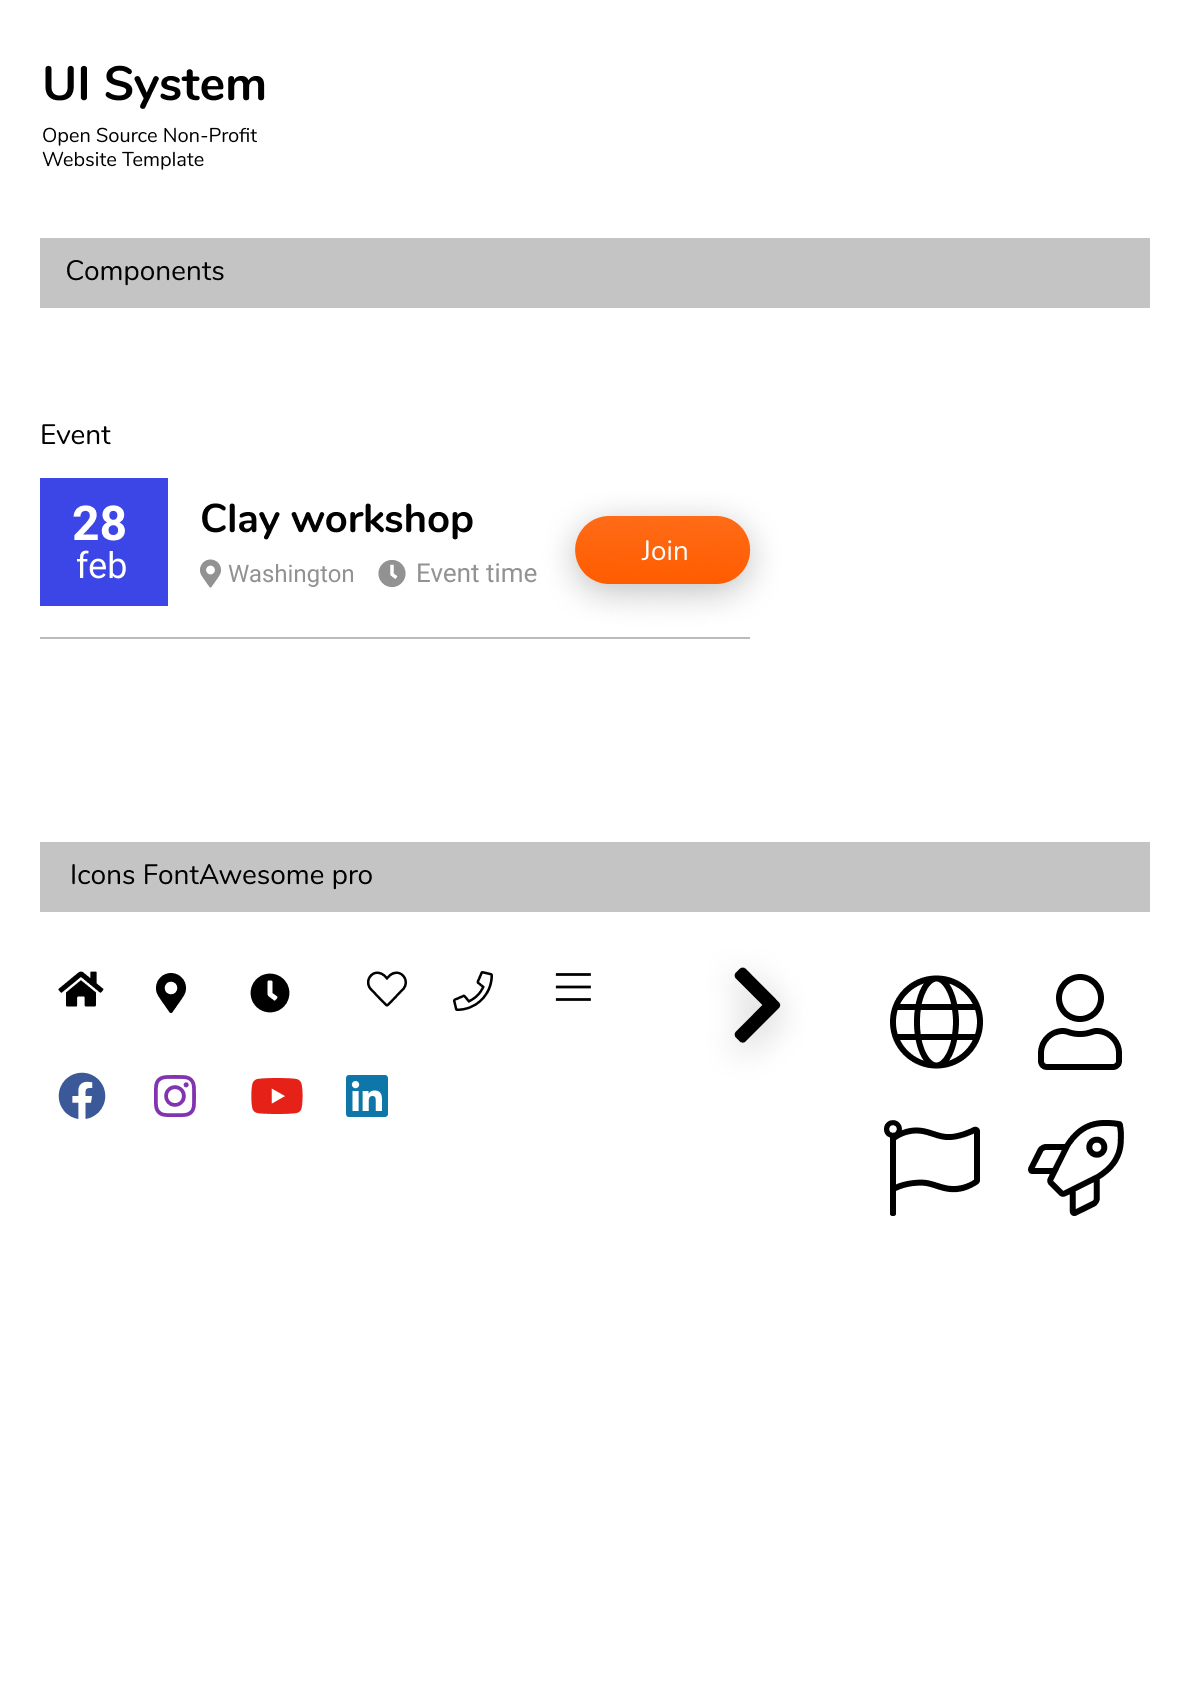 UI System
Open Source Non-Profit
Website Template
Components
Event
28
feb
Clay workshop
Washington
Event time
Join
Icons FontAwesome pro
in